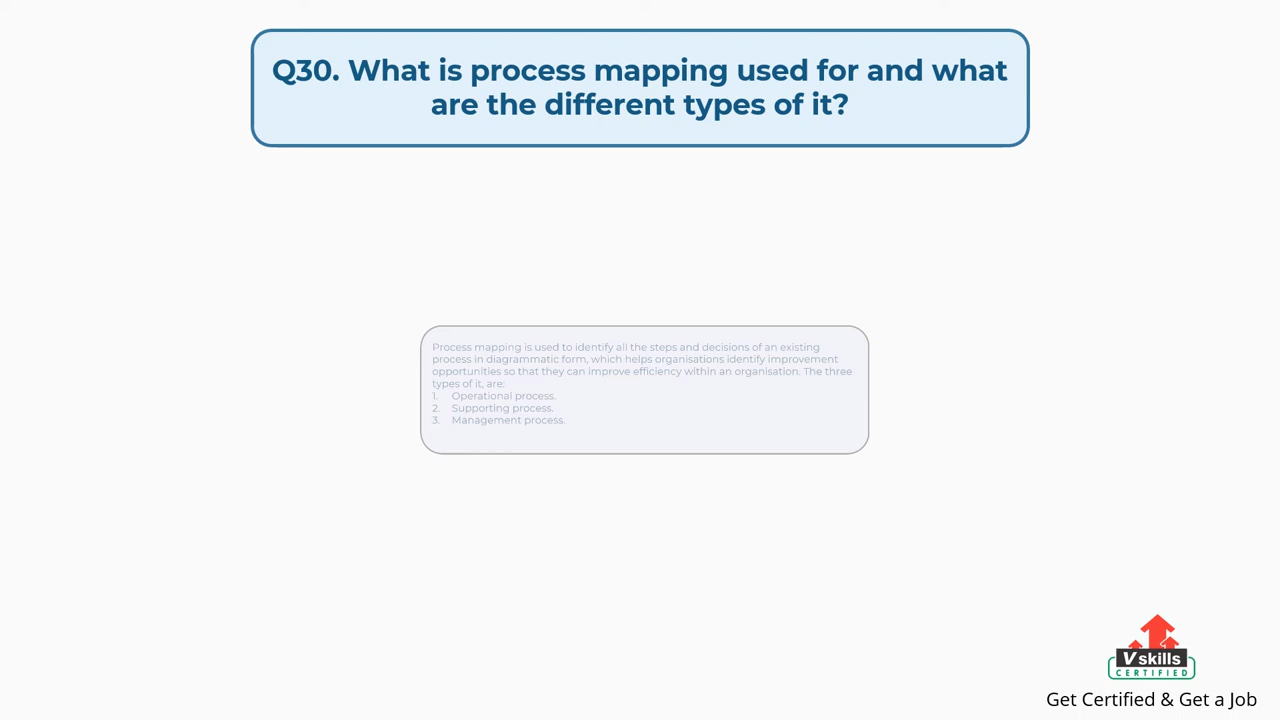 Q30. What is process mapping used for and what
are the different types of it?
Process mapping is used to identify all the steps and decisions of an existing
process in diagrammatic form, which helps organisations identify improvement
opportunities so that they can improve efficiency within an organisation. The three
types of it, are:
1. Operational process.
2. Supporting process.
3. Management process.
Vskills
CERTIFIED
Get Certified & Get a Job